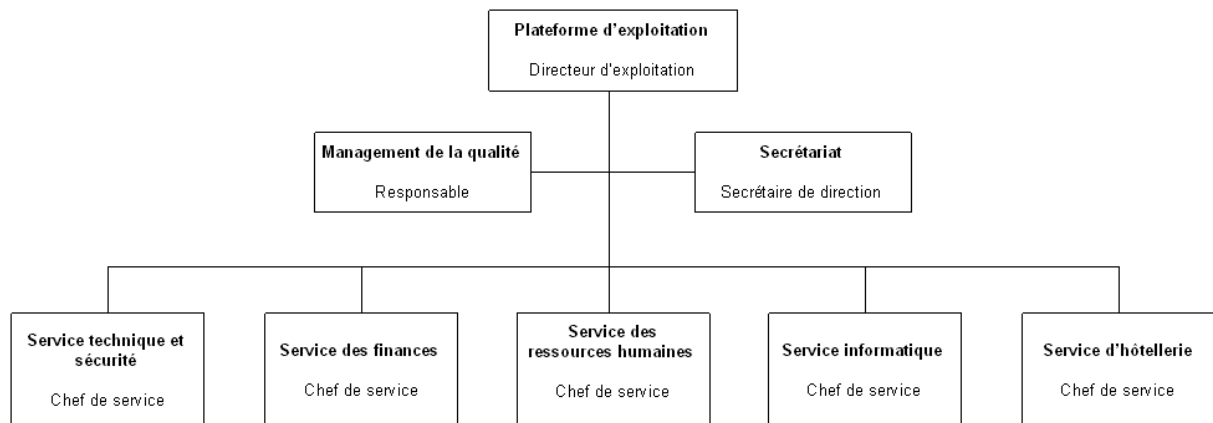 Plateforme d'exploitation
Directeur d'exploitation
Management de la qualité
Responsable
Secrétariat
Secrétaire de direction
Service technique et
sécurité
Chef de service
Service des finances
Chef de service
Service des
ressources humaines
Chef de service
Service informatique
Chef de service
Service d'hôtellerie
Chef de service